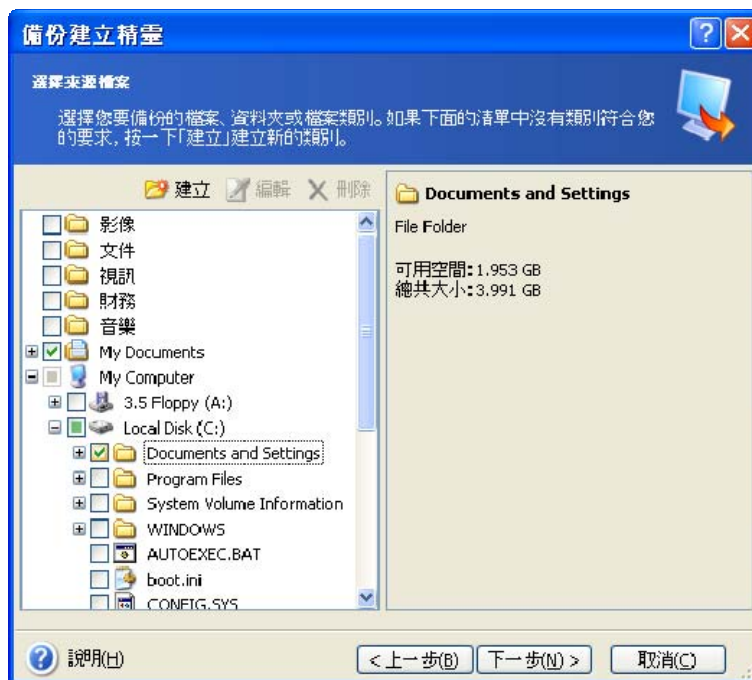 備份建立精靈
選擇來源檔案
選擇您要備份的檔案、資料夾或檔案類別。如果下面的清單中沒有類別符合您
的要求，按一下「建立」建立新的類別。
建立 編輯 刪除
影像
文件
視訊
財務
音樂
My Documents
My Computer
3.5 Floppy (A:)
Local Disk (C:)
Documents and Settings
Program Files
System Volume Information
WINDOWS
AUTOEXEC.BAT
boot.ini
CONFIG.SYS
Documents and Settings
File Folder
可用空間:1.953 GB
總共大小:3.991 GB
說明(H)
<上一步(B) 下一步(N) > 取消(C)